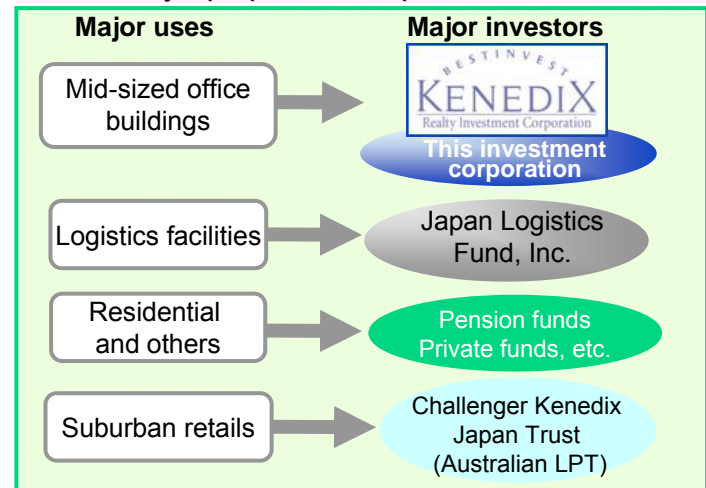 Major uses
Major investors
Mid-sized office
buildings
BESTINVEST
KENEDIX
Realty Investment Corporation
This investment
corporation
Logistics facilities
Japan Logistics
Fund, Inc.
Residential
and others
Pension funds
Private funds, etc.
Suburban retails
Challenger Kenedix
Japan Trust
(Australian LPT)